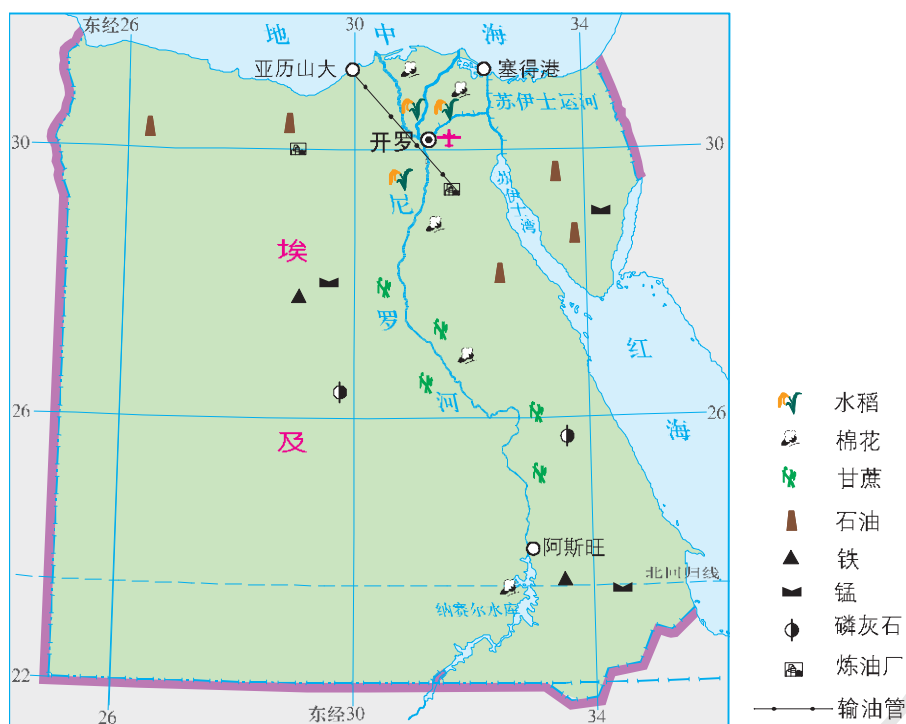 东经26
30
34
地中海
亚历山大
塞得港
苏伊士运河
30
开罗
30
苏伊士湾
尼罗河
埃及
红海
26
26
阿斯旺
北回归线
纳赛尔水库
22
26
东经30
34
水稻
棉花
甘蔗
石油
铁
锰
磷灰石
炼油厂
输油管